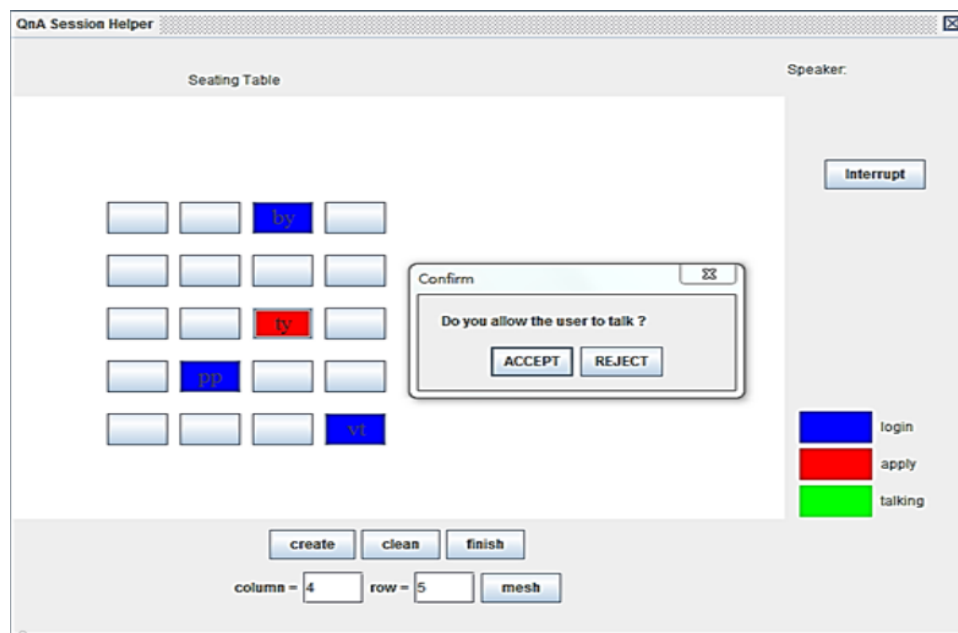 QnA Session Helper
Seating Table
Speaker:
Interrupt
by
ty
pp
vt
Confirm
Do you allow the user to talk ?
ACCEPT REJECT
login
apply
talking
create clean finish
column = 4 row = 5 mesh